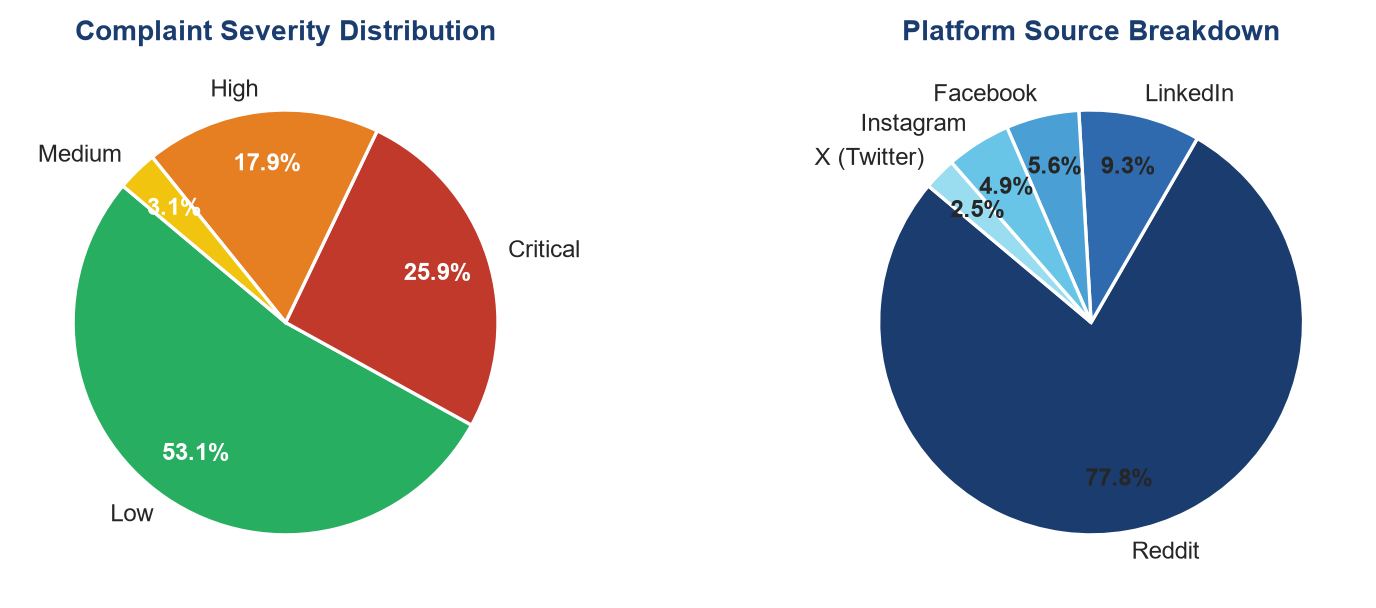 Complaint Severity Distribution
High
Medium
17.9%
3.1%
Critical
25.9%
53.1%
Low
Platform Source Breakdown
Facebook
LinkedIn
Instagram
X (Twitter)
5.6%
9.3%
4.9%
2.5%
77.8%
Reddit